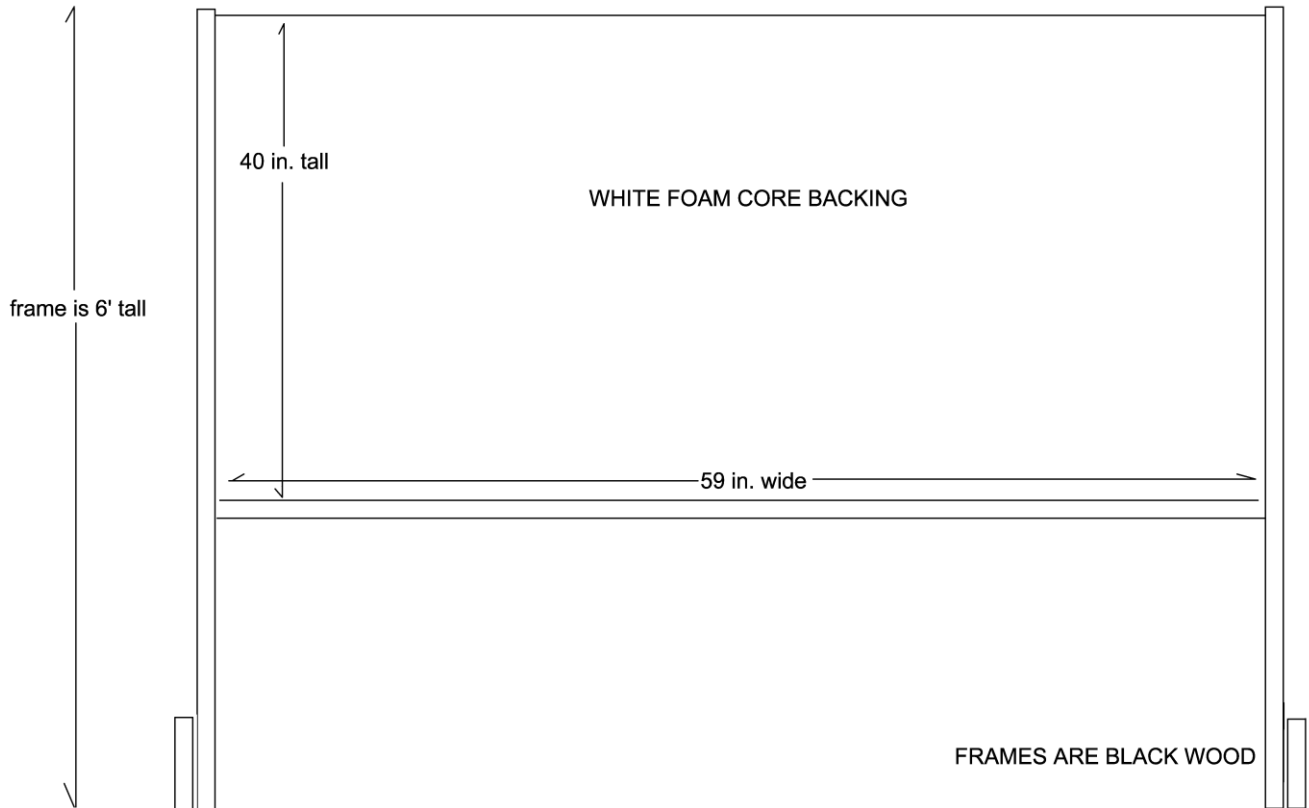 40 in. tall
WHITE FOAM CORE BACKING
frame is 6' tall
59 in. wide
FRAMES ARE BLACK WOOD